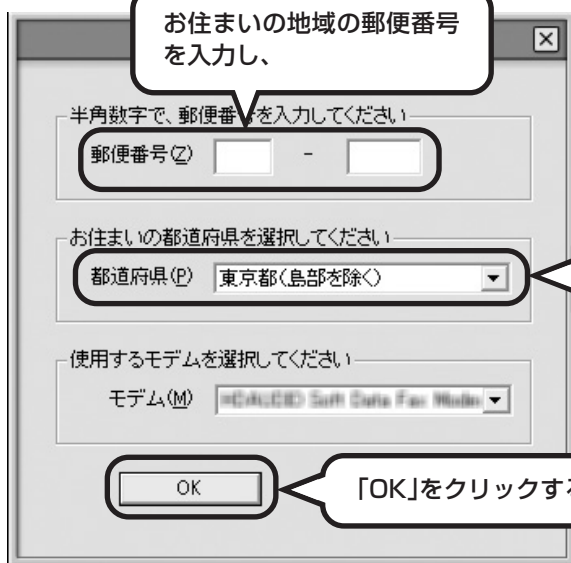 お住まいの地域の郵便番号
を入力し、
半角数字で、郵便番号を入力してください
郵便番号(Z) -
お住まいの都道府県を選択してください
都道府県(P) 東京都(島部を除く)
使用するモデムを選択してください
モデム(M)
OK
「OK」をクリックする